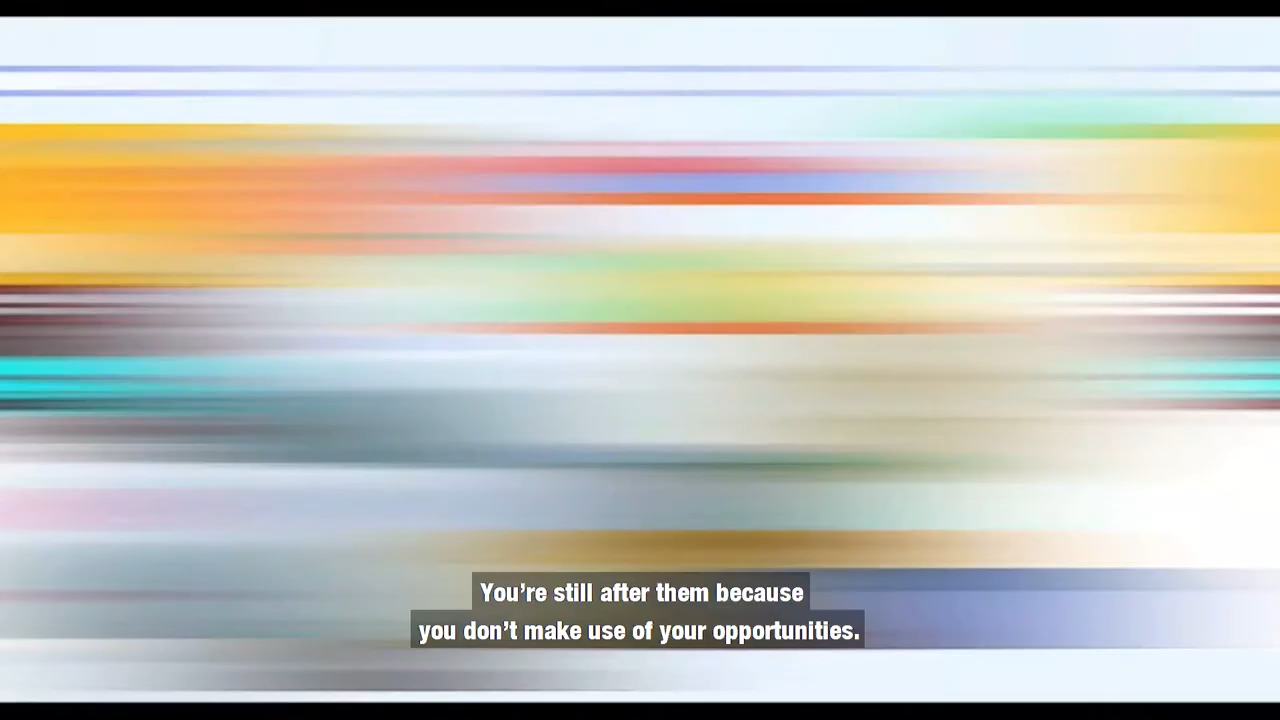 You’re still after them because
you don’t make use of your opportunities.